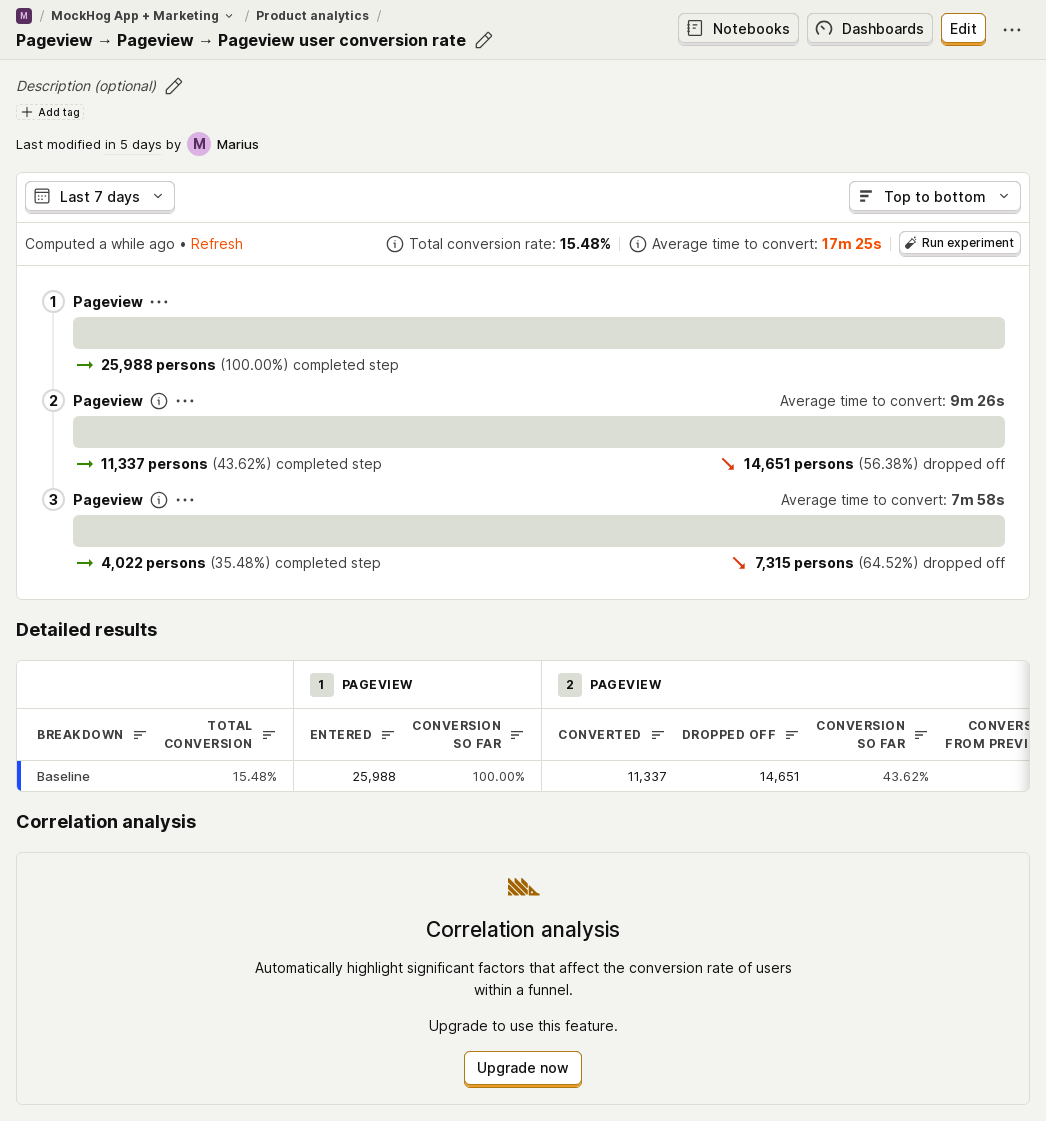 M / MockHog App + Marketing / Product analytics /
Pageview → Pageview → Pageview user conversion rate
Notebooks
Dashboards
Edit
Description (optional)
Add tag
Last modified in 5 days by M Marius
Last 7 days
Top to bottom
Computed a while ago • Refresh
Total conversion rate: 15.48%
Average time to convert: 17m 25s
Run experiment
1 Pageview
25,988 persons (100.00%) completed step
2 Pageview
Average time to convert: 9m 26s
11,337 persons (43.62%) completed step
14,651 persons (56.38%) dropped off
3 Pageview
Average time to convert: 7m 58s
4,022 persons (35.48%) completed step
7,315 persons (64.52%) dropped off
Detailed results
1 PAGEVIEW
2 PAGEVIEW
BREAKDOWN
TOTAL
CONVERSION
ENTERED
CONVERSION
SO FAR
CONVERTED
DROPPED OFF
CONVERSION
SO FAR
CONVERS
FROM PREVI
Baseline 15.48% 25,988 100.00% 11,337 14,651 43.62%
Correlation analysis
Correlation analysis
Automatically highlight significant factors that affect the conversion rate of users
within a funnel.
Upgrade to use this feature.
Upgrade now